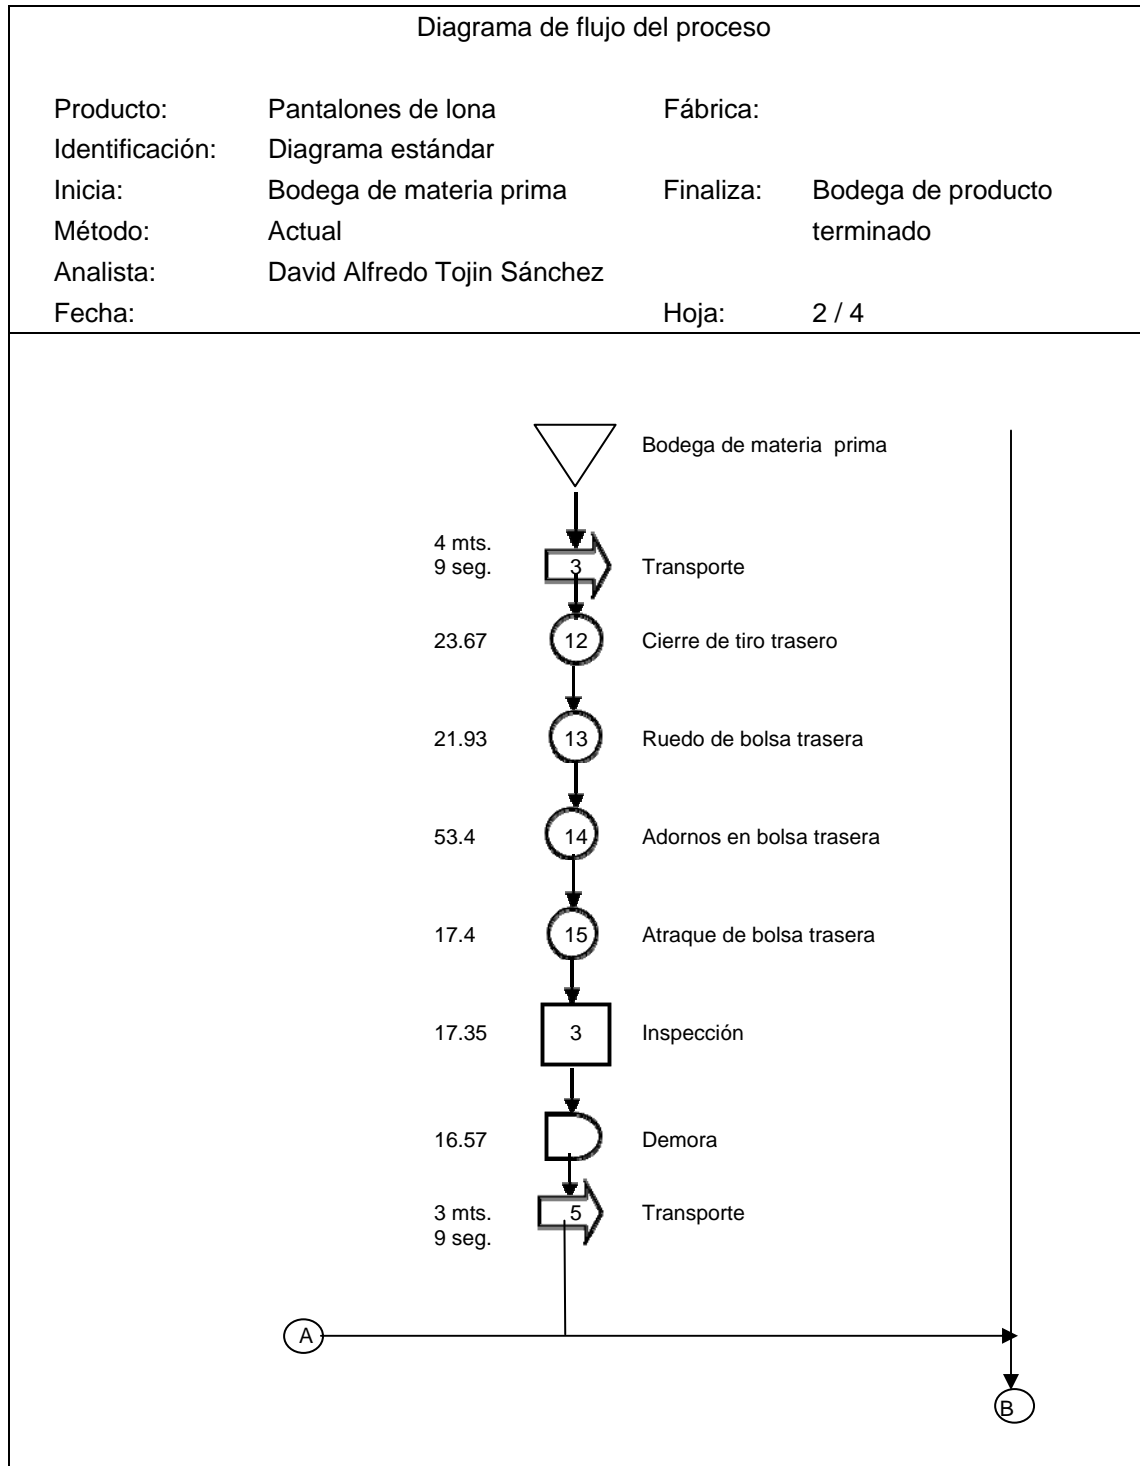 Diagrama de flujo del proceso
Producto: Pantalones de lona Fábrica:
Identificación: Diagrama estándar
Inicia: Bodega de materia prima Finaliza: Bodega de producto
Método: Actual terminado
Analista: David Alfredo Tojin Sánchez
Fecha: Hoja: 2 / 4
Bodega de materia prima
4 mts.
9 seg. 3 Transporte
23.67 12 Cierre de tiro trasero
21.93 13 Ruedo de bolsa trasera
53.4 14 Adornos en bolsa trasera
17.4 15 Atraque de bolsa trasera
17.35 3 Inspección
16.57 Demora
3 mts. 5 Transporte
9 seg.
A
B